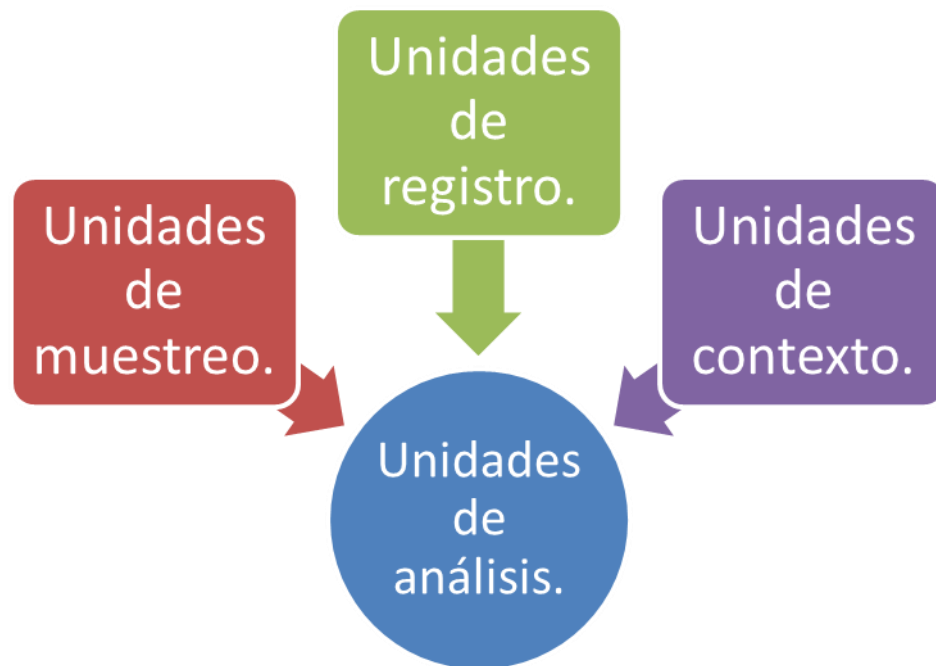 Unidades
de
registro.
Unidades
de
muestreo.
Unidades
de
contexto.
Unidades
de
análisis.